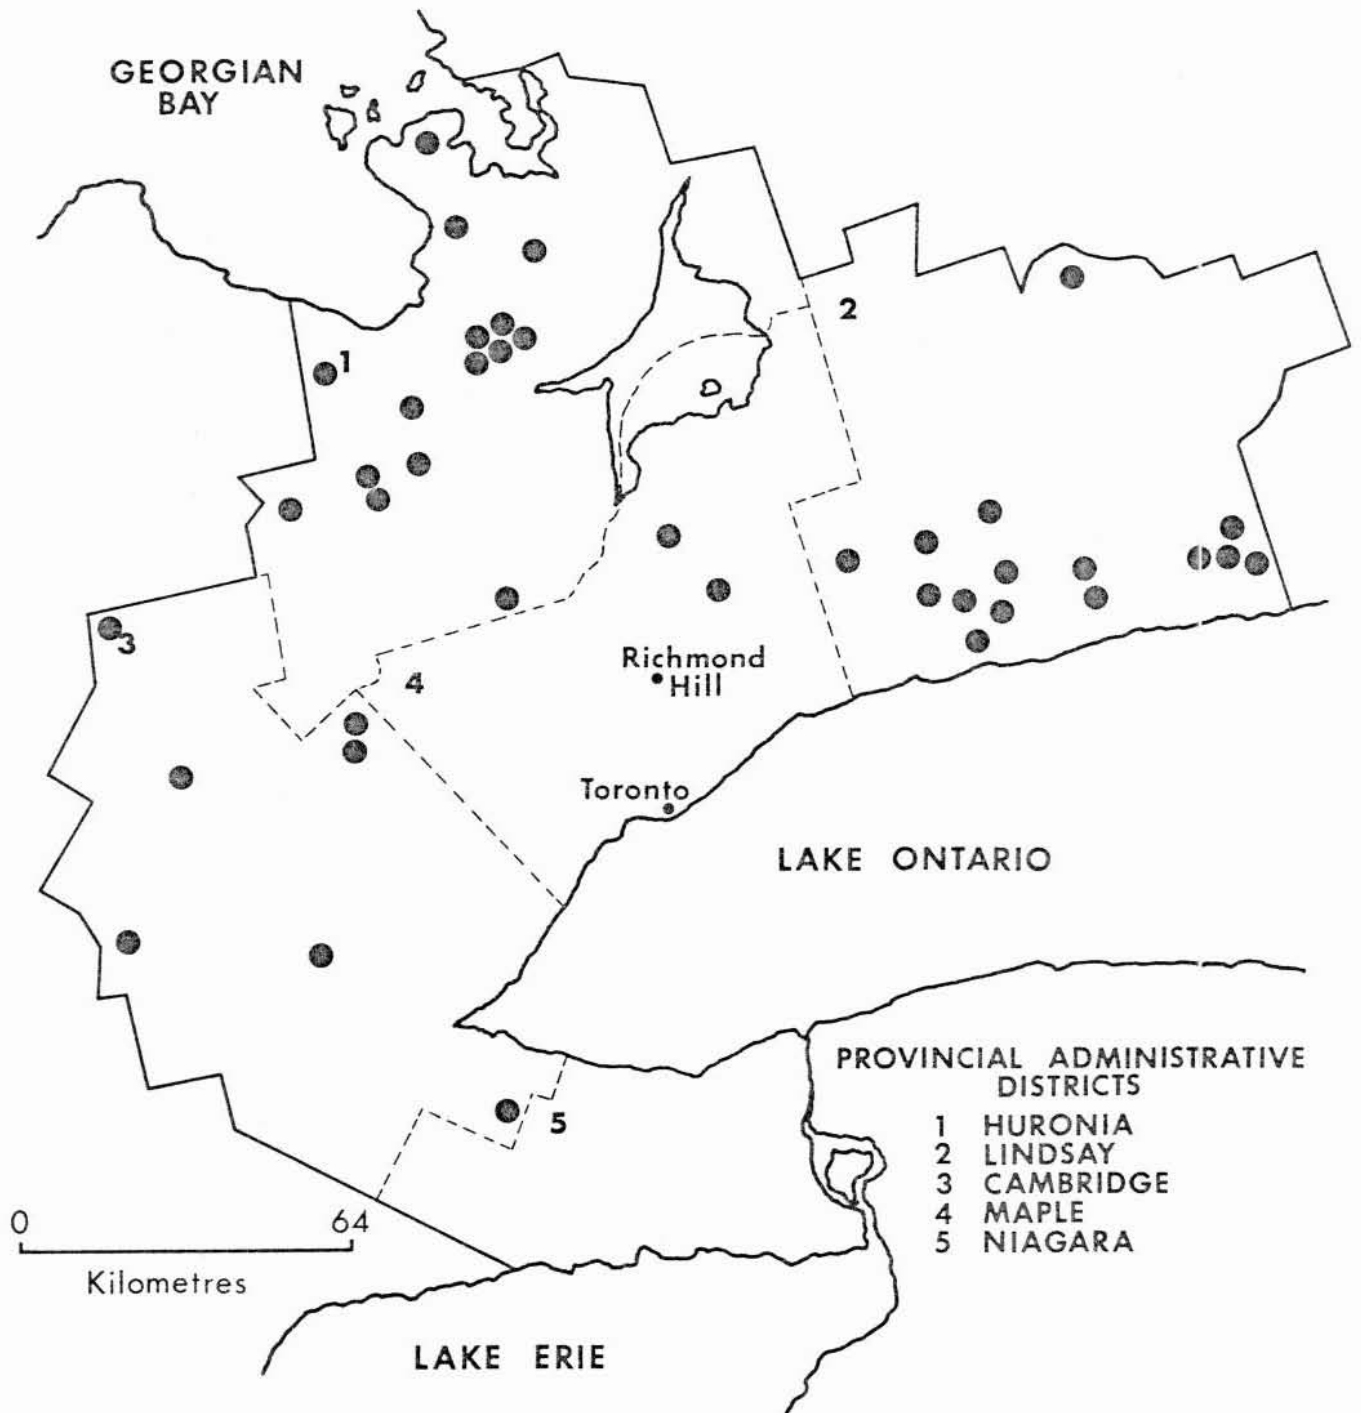 GEORGIAN
BAY
2
1
3
Richmond
Hill
4
Toronto
LAKE ONTARIO
PROVINCIAL ADMINISTRATIVE
DISTRICTS
1 HURONIA
2 LINDSAY
3 CAMBRIDGE
4 MAPLE
5 NIAGARA
5
0 64
Kilometres
LAKE ERIE